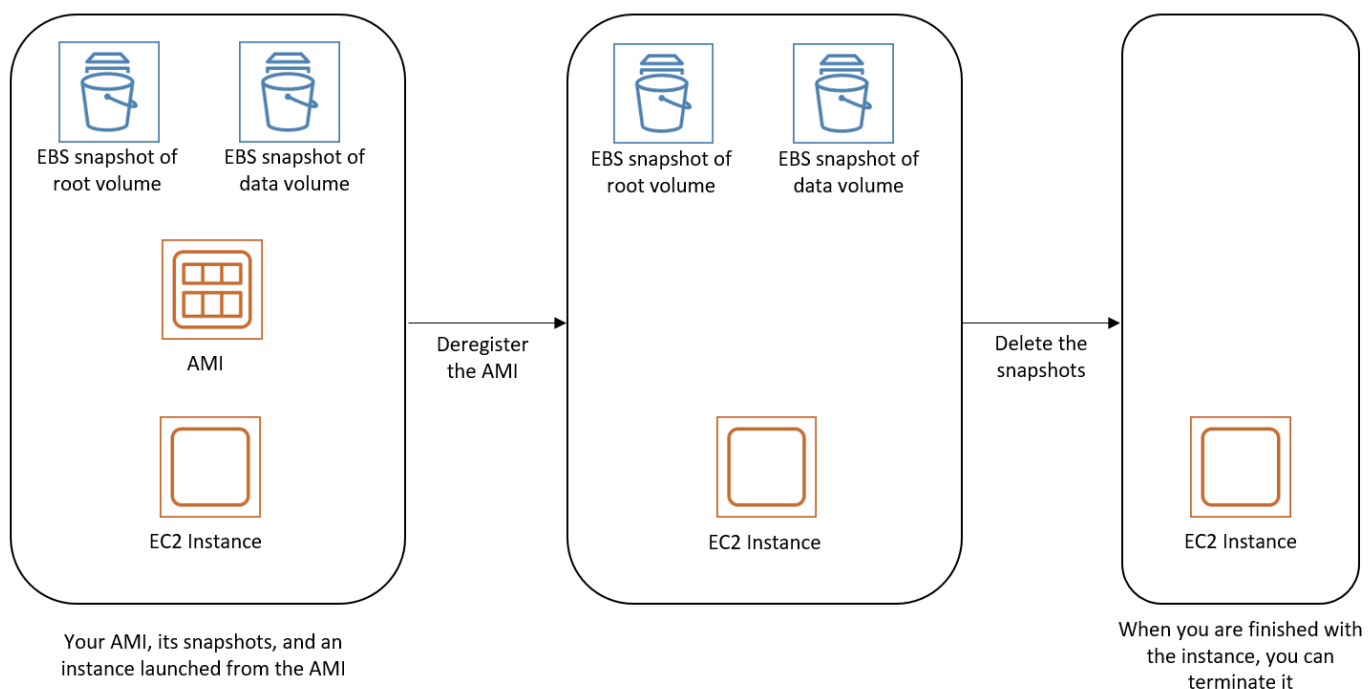 EBS snapshot of
root volume
EBS snapshot of
data volume
AMI
EC2 Instance
Your AMI, its snapshots, and an
instance launched from the AMI
Deregister
the AMI
EBS snapshot of
root volume
EBS snapshot of
data volume
EC2 Instance
Delete the
snapshots
EC2 Instance
When you are finished with
the instance, you can
terminate it